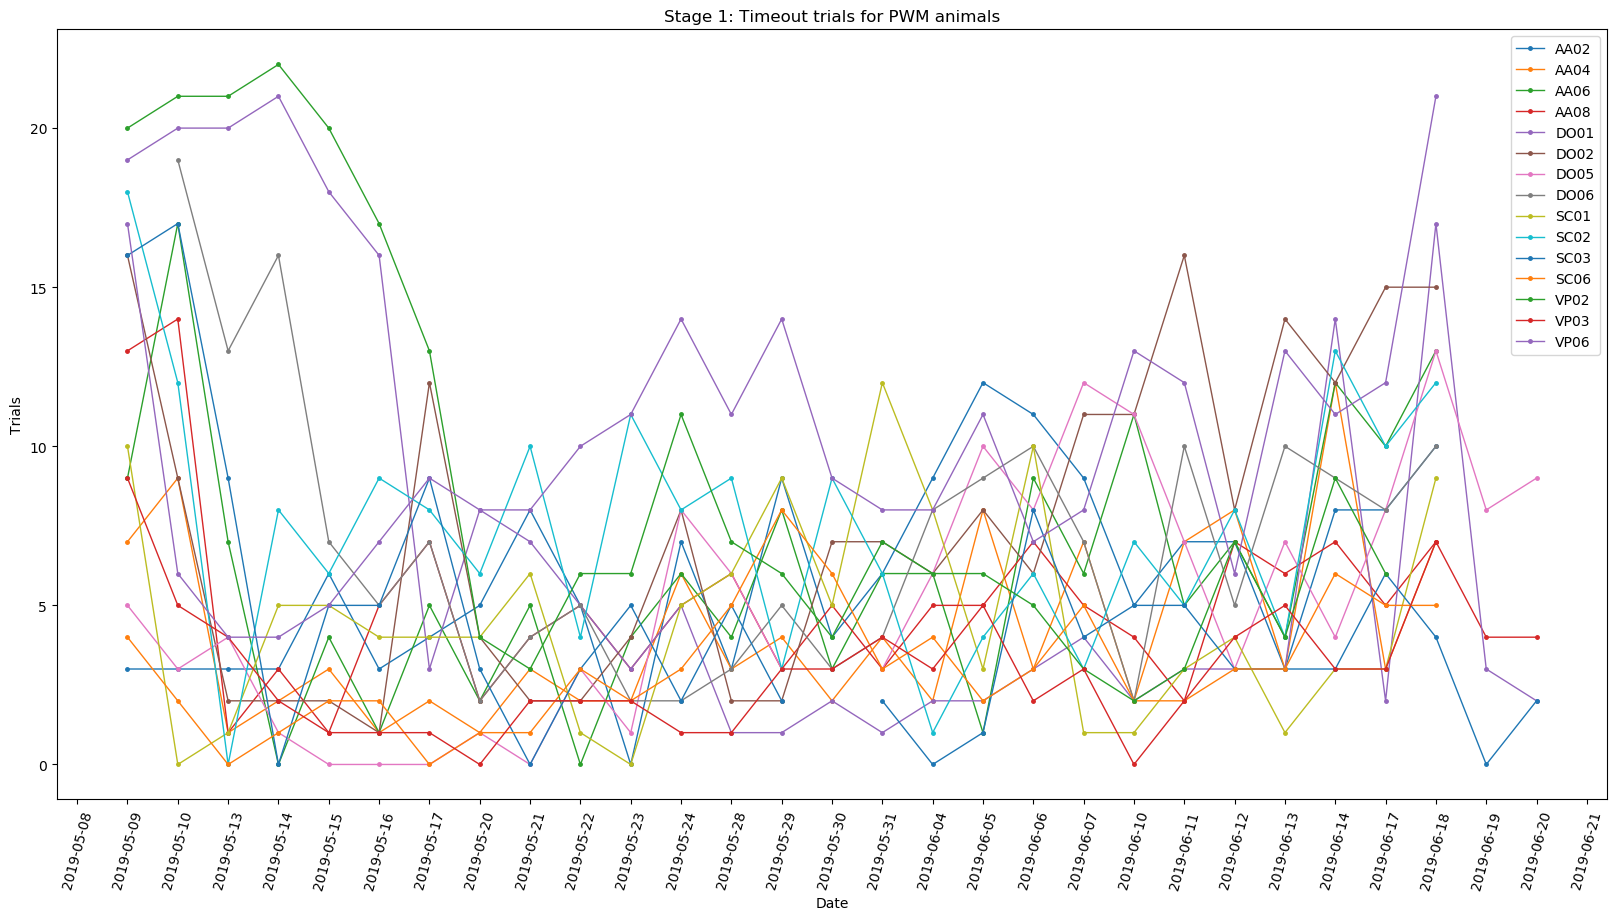 Stage 1: Timeout trials for PWM animals
AA02
AA04
AA06
AA08
DO01
DO02
DO05
DO06
SC01
SC02
SC03
SC06
VP02
VP03
VP06
20
15
10
5
0
Trials
2019-05-08
2019-05-09
2019-05-10
2019-05-13
2019-05-14
2019-05-15
2019-05-16
2019-05-17
2019-05-20
2019-05-21
2019-05-22
2019-05-23
2019-05-24
2019-05-28
2019-05-29
2019-05-30
2019-05-31
2019-06-04
2019-06-05
2019-06-06
2019-06-07
2019-06-10
2019-06-11
2019-06-12
2019-06-13
2019-06-14
2019-06-17
2019-06-18
2019-06-19
2019-06-20
2019-06-21
Date